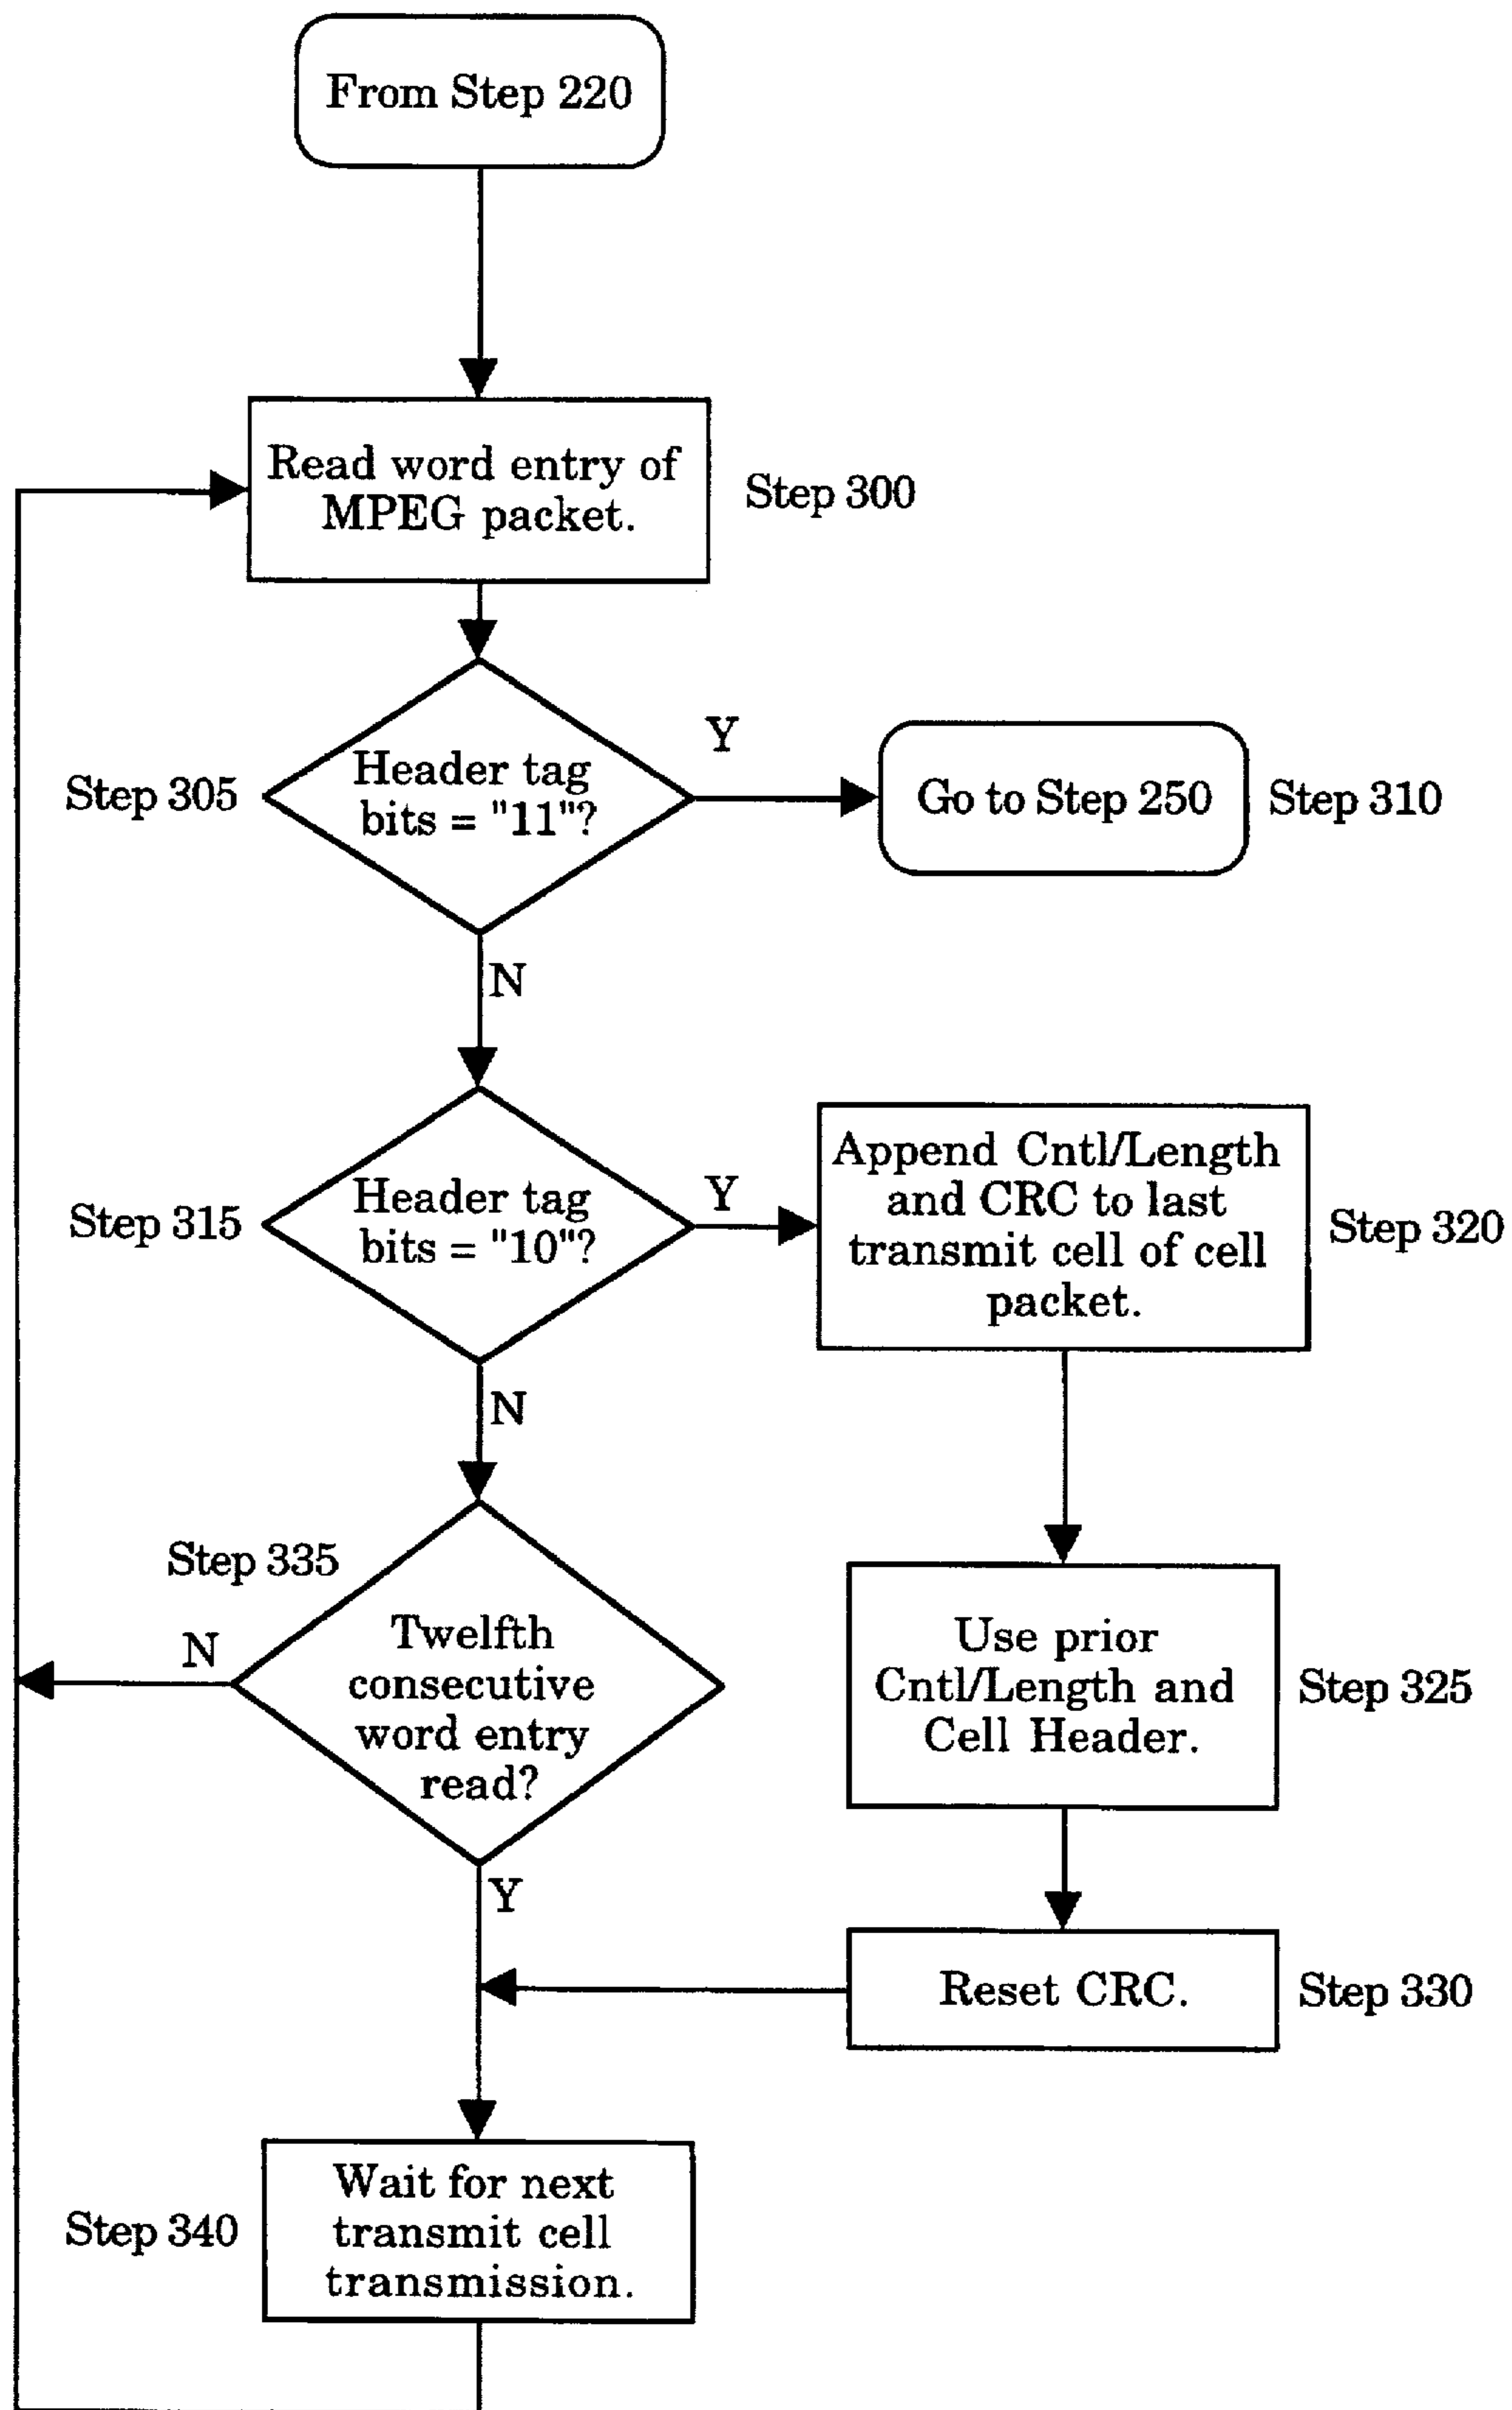 From Step 220
Read word entry of
MPEG packet.
Step 300
Step 305
Header tag
bits = "11"?
Y
Go to Step 250
Step 310
N
Step 315
Header tag
bits = "10"?
Y
Append Cntl/Length
and CRC to last
transmit cell of cell
packet.
Step 320
N
Step 335
N
Twelfth
consecutive
word entry
read?
Use prior
Cntl/Length and
Cell Header.
Step 325
Y
Reset CRC.
Step 330
Step 340
Wait for next
transmit cell
transmission.